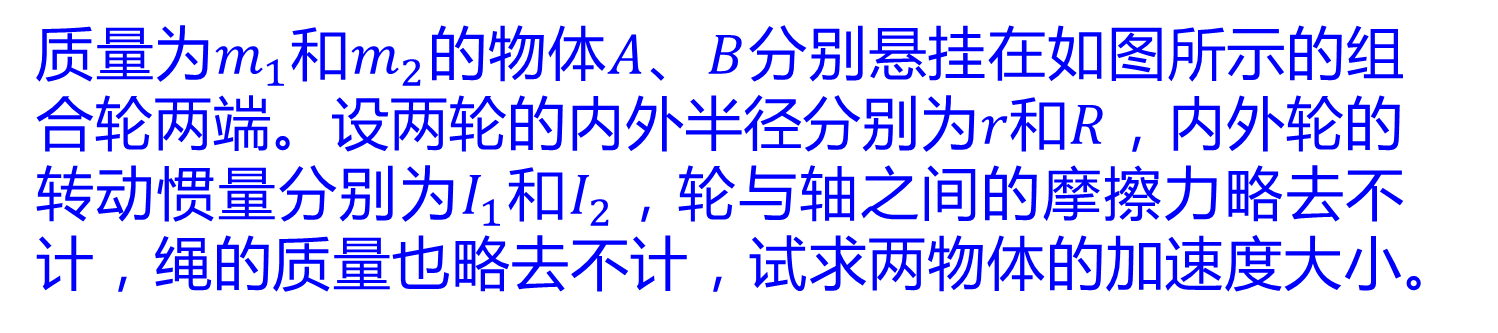 质量为𝑚₁和𝑚₂的物体𝐴、𝐵分别悬挂在如图所示的组
合轮两端。设两轮的内外半径分别为𝑟和𝑅，内外轮的
转动惯量分别为𝐼₁和𝐼₂，轮与轴之间的摩擦力略去不
计，绳的质量也略去不计，试求两物体的加速度大小。